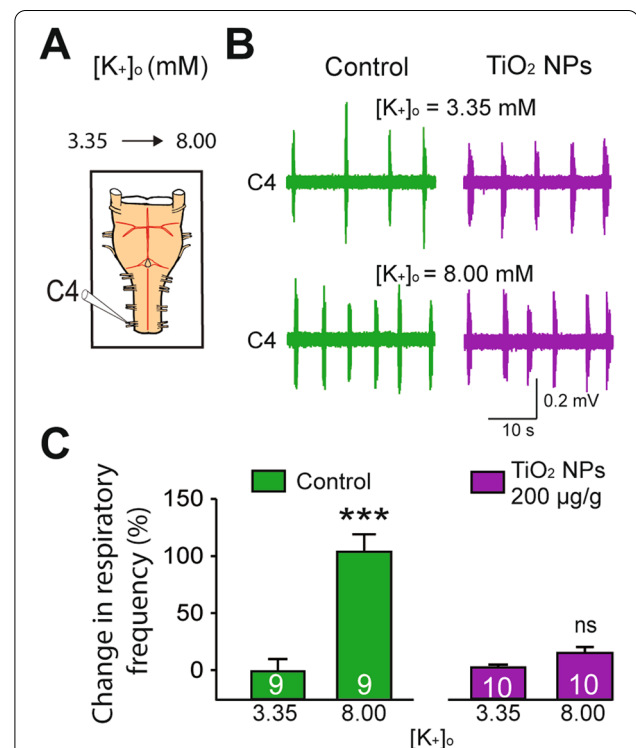 A
[K+]o (mM)
3.35 → 8.00
C4
B
Control
TiO2 NPs
[K+]o = 3.35 mM
C4
[K+]o = 8.00 mM
C4
0.2 mV
10 s
C
Control
TiO2 NPs
200 µg/g
Change in respiratory
frequency (%)
150
100
50
0
***
ns
9
9
10
10
3.35
8.00
3.35
8.00
[K+]o